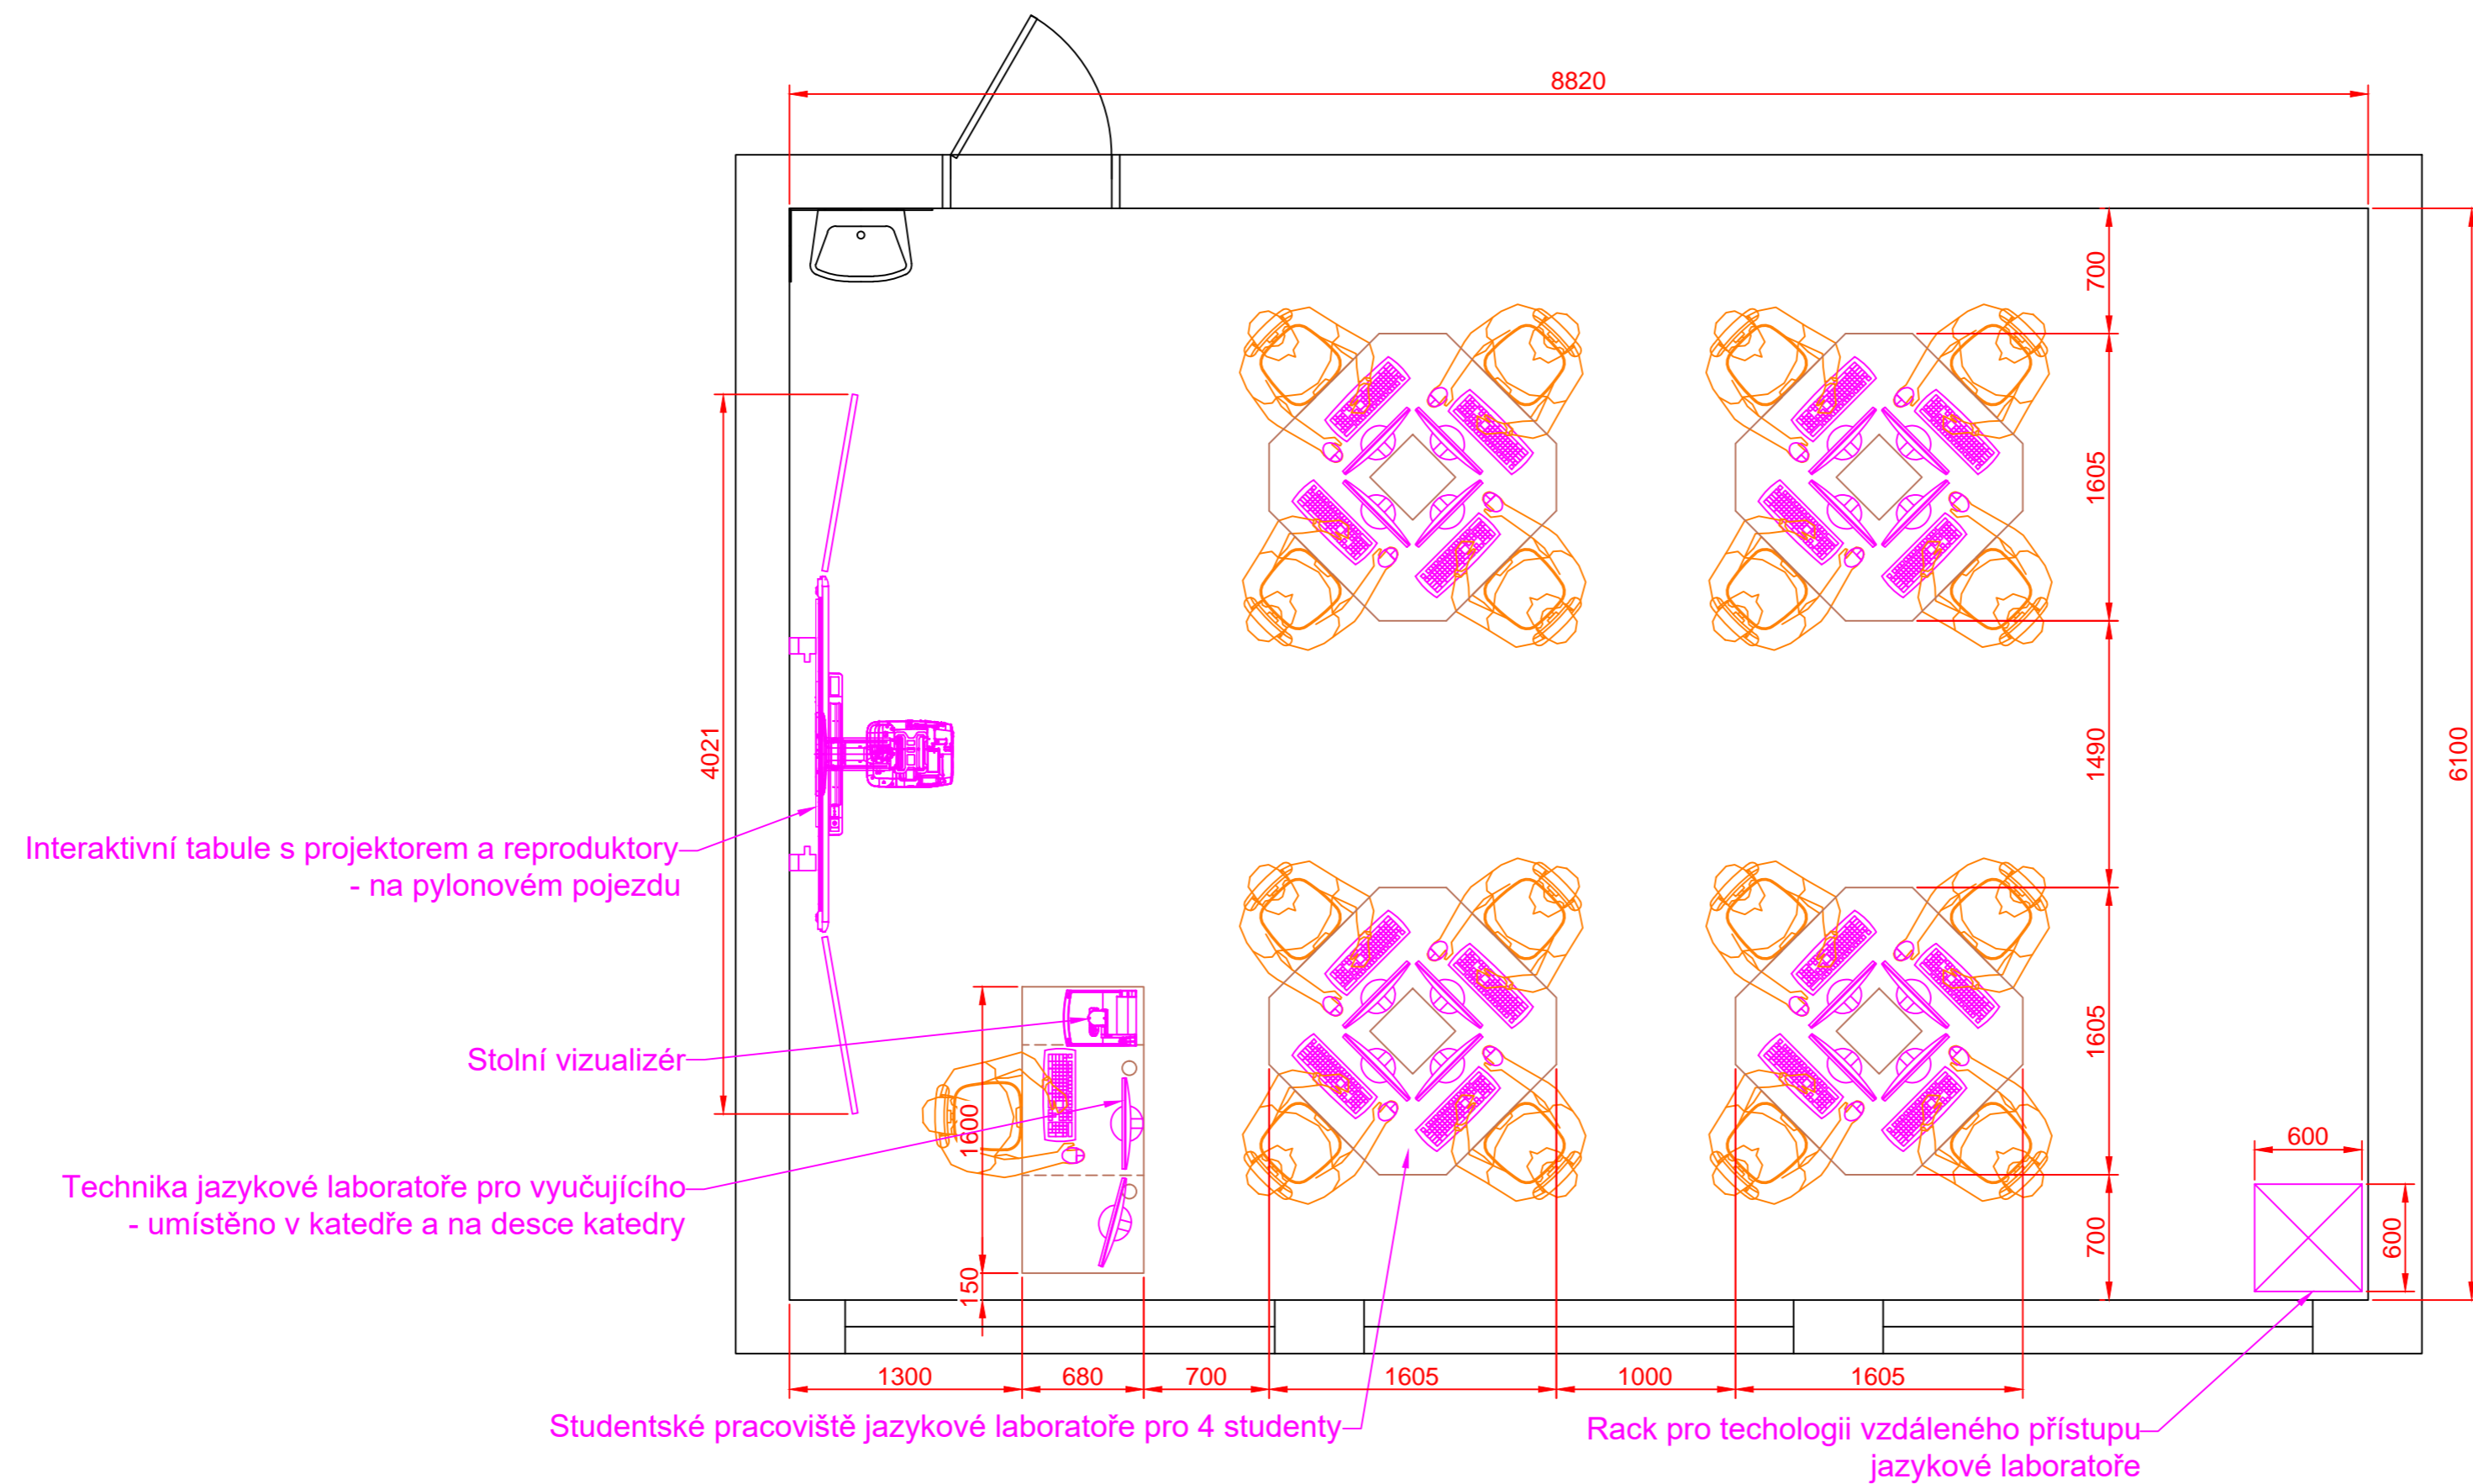 8820
700
1605
1490
6100
4021
Interaktivní tabule s projektorem a reproduktory
- na pylonovém pojezdu
Stolní vizualizér
1605
1600
600
Technika jazykové laboratoře pro vyučujícího
- umístěno v katedře a na desce katedry
700
600
150
1300
680
700
1605
1000
1605
Studentské pracoviště jazykové laboratoře pro 4 studenty
Rack pro techologii vzdáleného přístupu
jazykové laboratoře